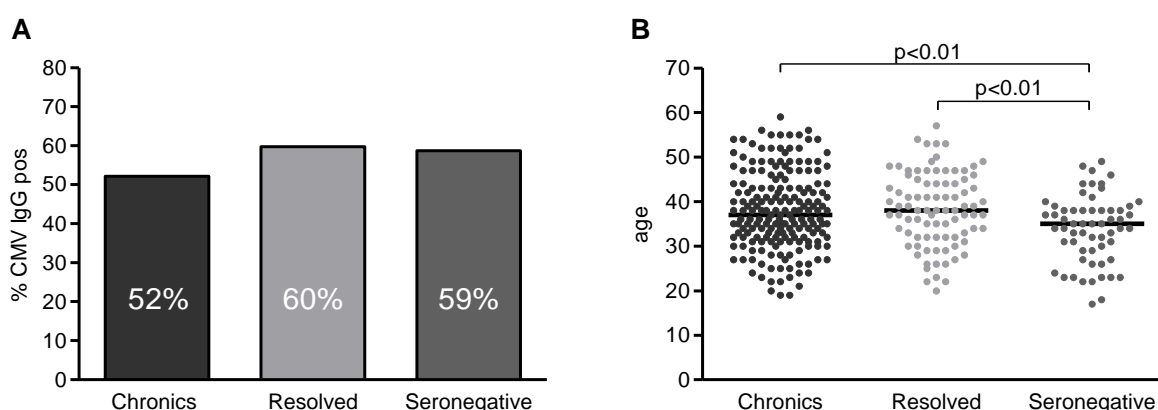 A
% CMV IgG pos
80
70
60
50
40
30
20
10
0
52%
60%
59%
Chronics
Resolved
Seronegative
B
age
70
60
50
40
30
20
10
0
p<0.01
p<0.01
Chronics
Resolved
Seronegative